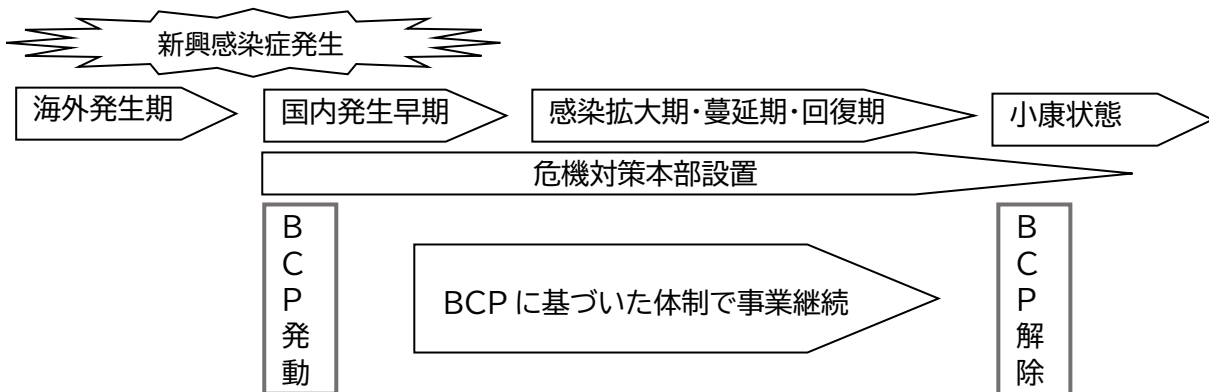 新興感染症発生
海外発生期
国内発生早期
感染拡大期・蔓延期・回復期
小康状態
危機対策本部設置
BCP発動
BCP に基づいた体制で事業継続
BCP解除